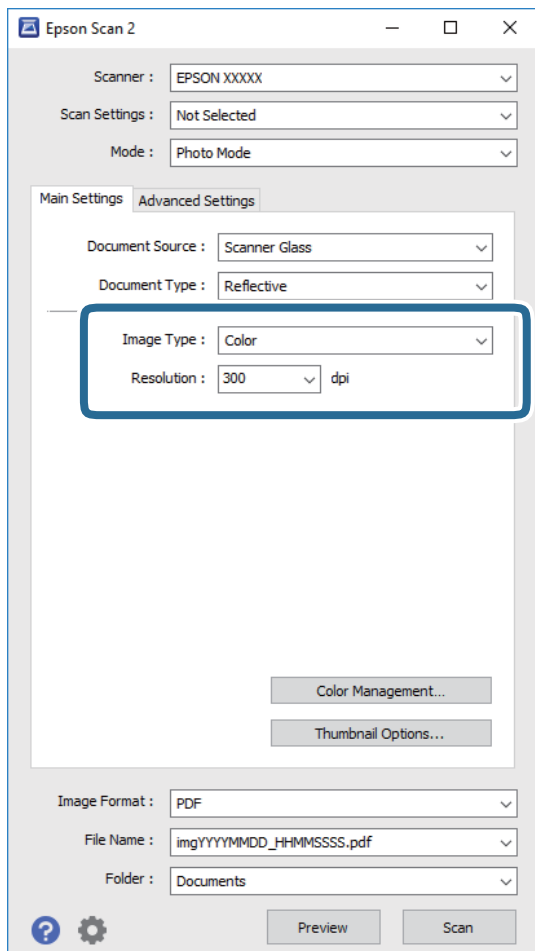 Epson Scan 2
Scanner : EPSON XXXXX
Scan Settings : Not Selected
Mode : Photo Mode
Main Settings Advanced Settings
Document Source : Scanner Glass
Document Type : Reflective
Image Type : Color
Resolution : 300 dpi
Color Management...
Thumbnail Options...
Image Format : PDF
File Name : imgYYYYMMDD_HHMMSSSS.pdf
Folder : Documents
? Preview Scan